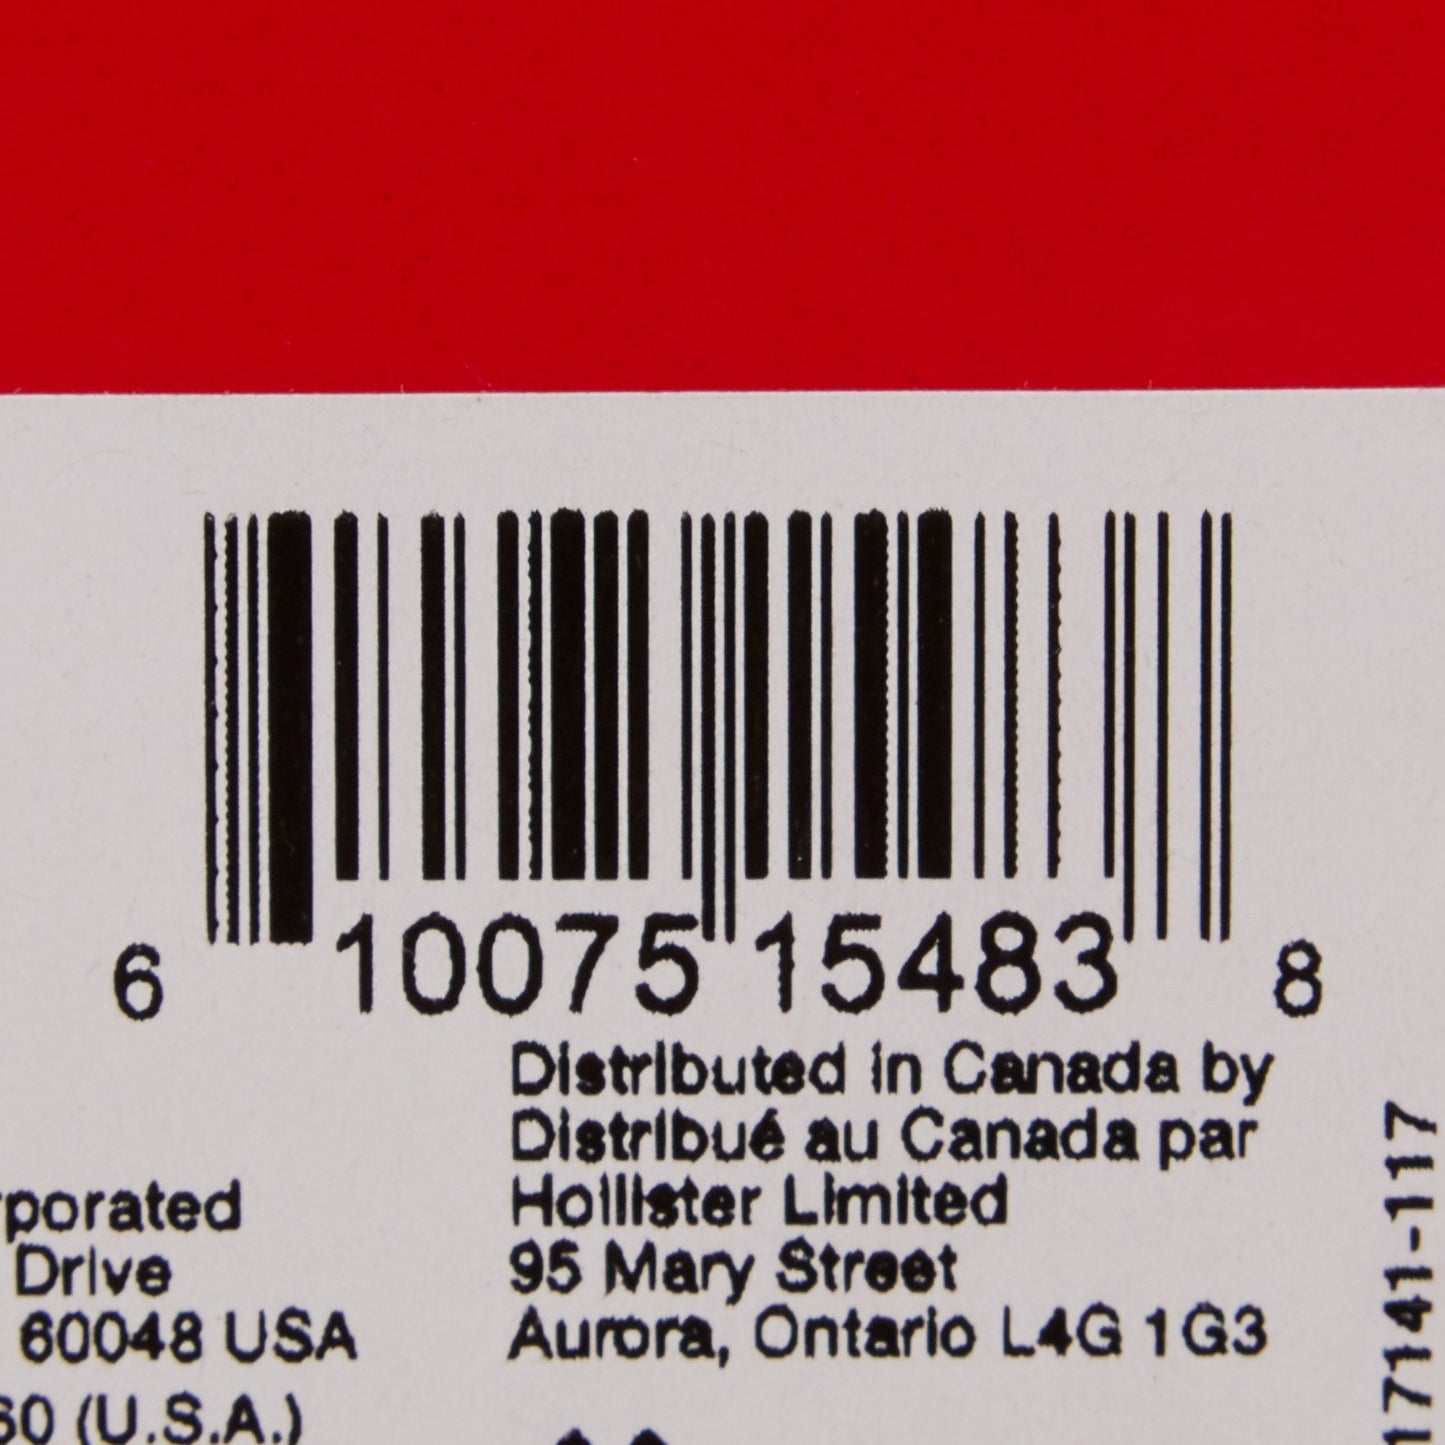 6 10075 15483 8
Distributed in Canada by
Distribué au Canada par
Hollister Limited
95 Mary Street
Aurora, Ontario L4G 1G3
rporated
Drive
60048 USA
60 (U.S.A.)
17141-117